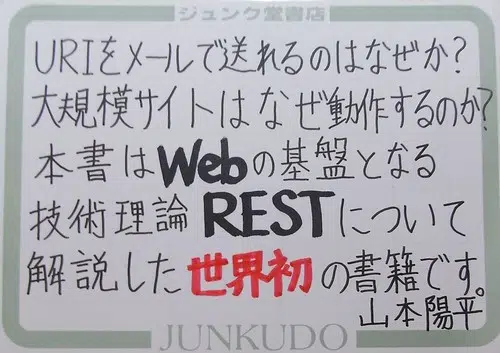 ジュンク堂書店
URIをメールで送れるのはなぜか?
大規模サイトはなぜ動作するのか?
本書はWebの基盤となる
技術理論RESTについて
解説した世界初の書籍です。
山本陽平
JUNKUDO